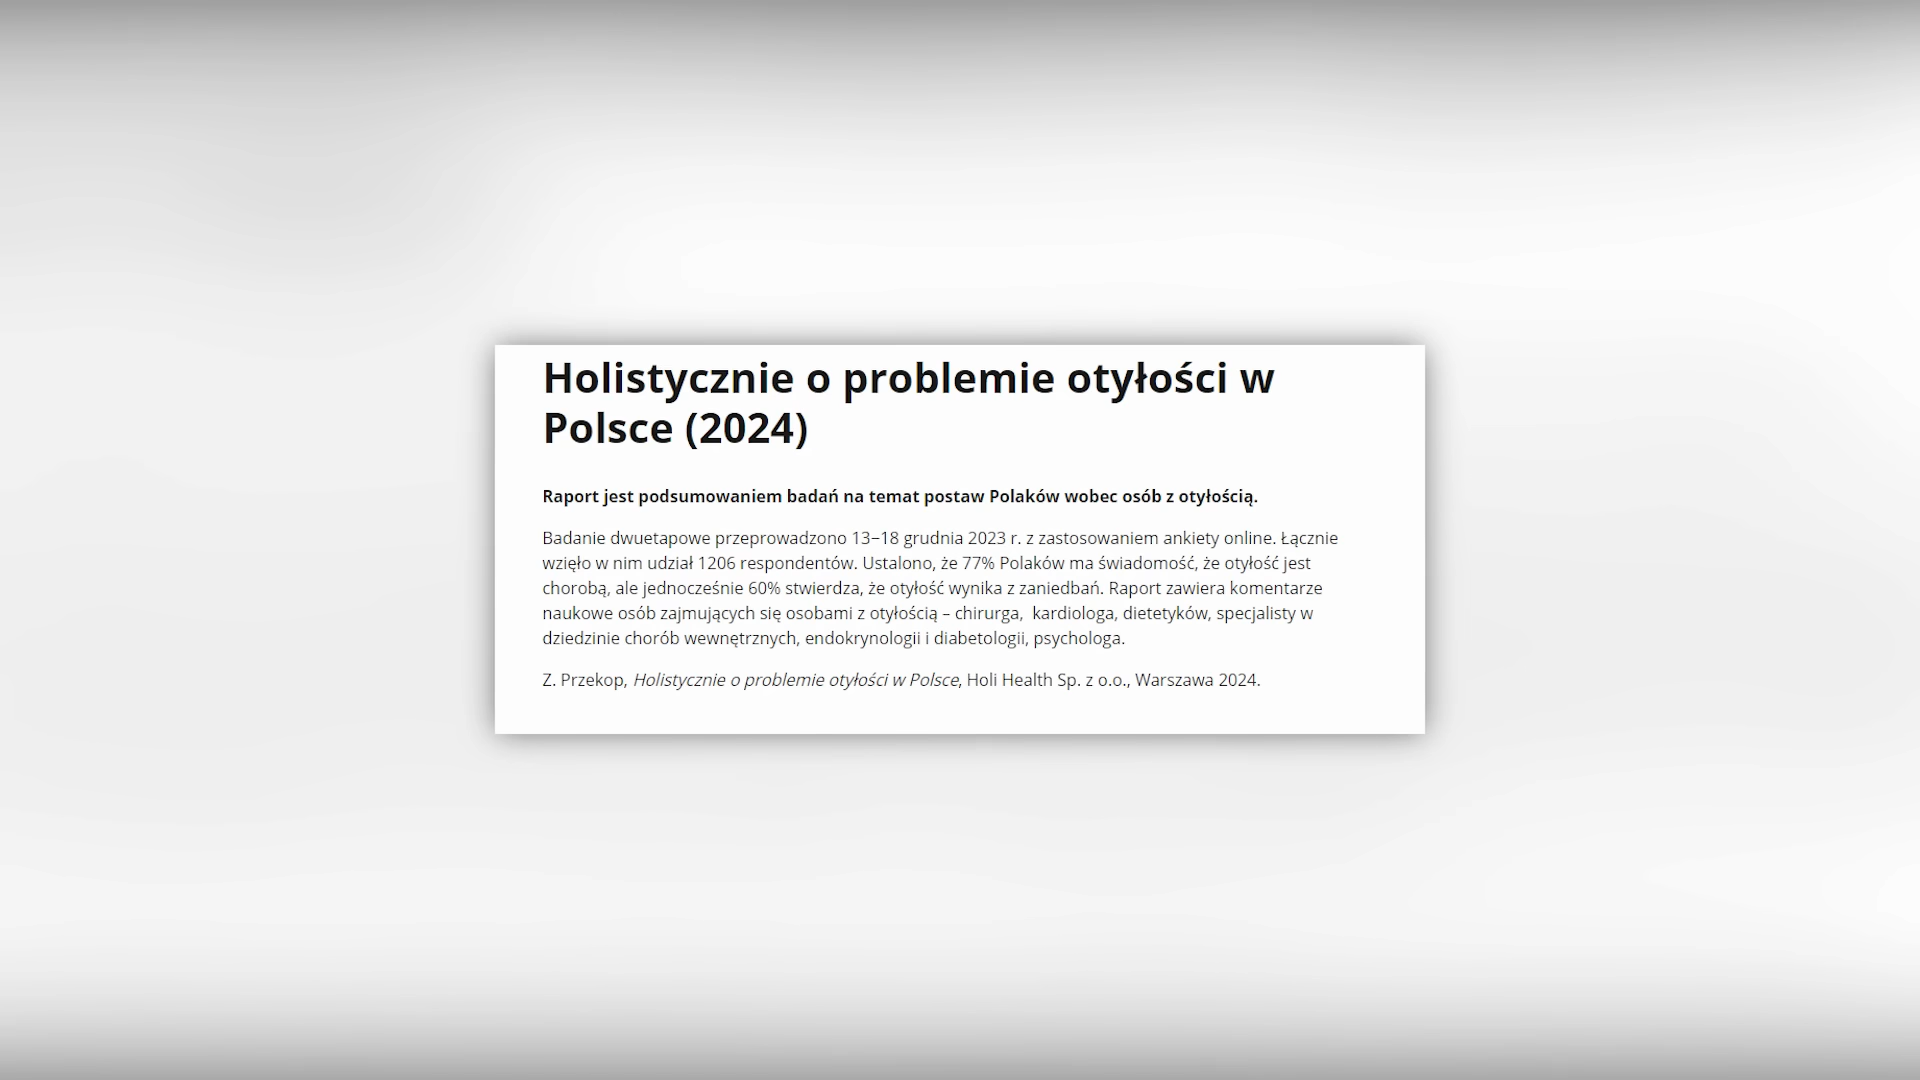 Holistycznie o problemie otyłości w
Polsce (2024)
Raport jest podsumowaniem badań na temat postaw Polaków wobec osób z otyłością.
Badanie dwuetapowe przeprowadzono 13–18 grudnia 2023 r. z zastosowaniem ankiety online. Łącznie
wzięło w nim udział 1206 respondentów. Ustalono, że 77% Polaków ma świadomość, że otyłość jest
chorobą, ale jednocześnie 60% stwierdza, że otyłość wynika z zaniedbań. Raport zawiera komentarze
naukowe osób zajmujących się osobami z otyłością – chirurga,  kardiologa, dietetyków, specjalisty w
dziedzinie chorób wewnętrznych, endokrynologii i diabetologii, psychologa.
Z. Przekop, Holistycznie o problemie otyłości w Polsce, Holi Health Sp. z o.o., Warszawa 2024.